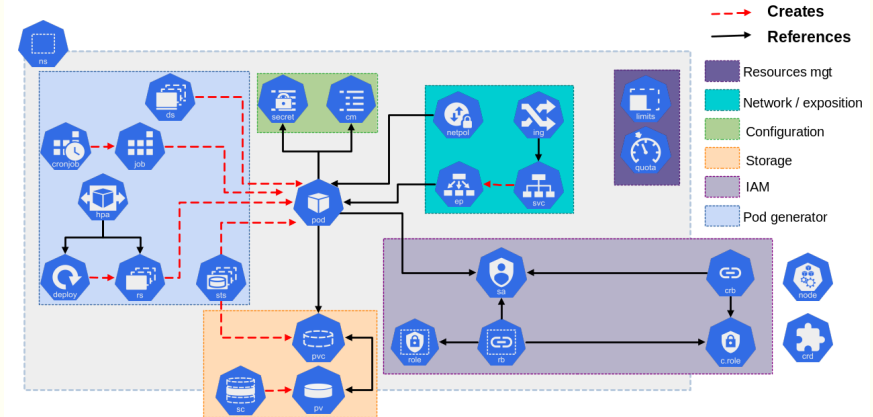 Creates
References
ns
ds
secret
cm
netpol
ing
limits
quota
Resources mgt
Network / exposition
Configuration
Storage
IAM
Pod generator
cronjob
job
hpa
pod
ep
svc
deploy
rs
sts
sa
crb
node
pvc
role
rb
c.role
crd
sc
pv